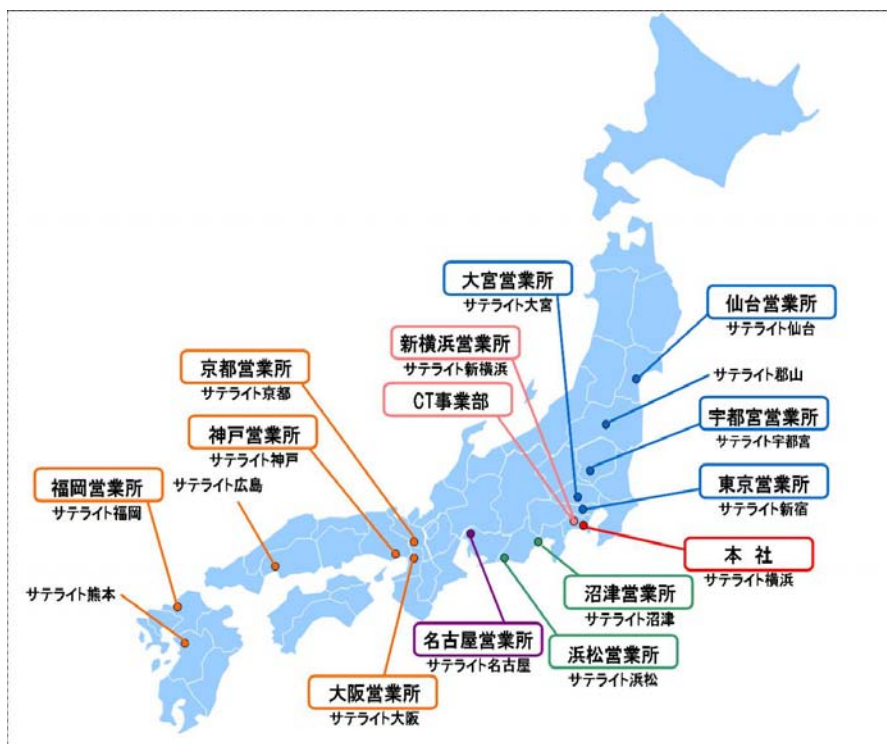 大宮営業所
サテライト大宮
仙台営業所
サテライト仙台
新横浜営業所
サテライト新横浜
CT事業部
京都営業所
サテライト京都
サテライト郡山
神戸営業所
サテライト神戸
宇都宮営業所
サテライト宇都宮
福岡営業所
サテライト福岡
サテライト広島
東京営業所
サテライト新宿
本 社
サテライト横浜
サテライト熊本
沼津営業所
サテライト沼津
名古屋営業所
サテライト名古屋
浜松営業所
サテライト浜松
大阪営業所
サテライト大阪